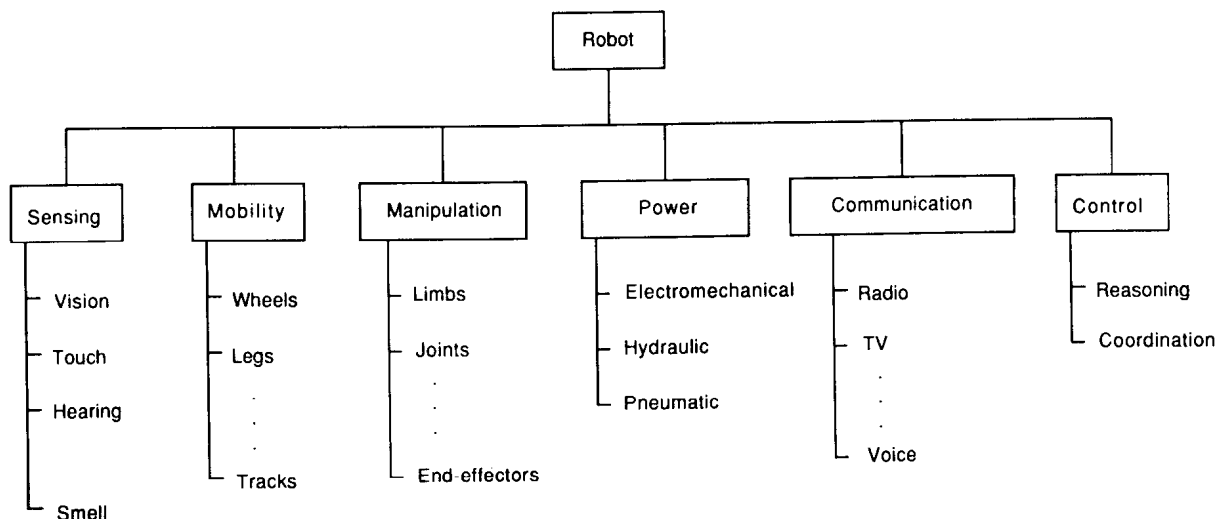 Robot
Sensing
Mobility
Manipulation
Power
Communication
Control
Vision
Touch
Hearing
Smell
Wheels
Legs
.
.
.
Tracks
Limbs
Joints
.
.
.
End-effectors
Electromechanical
Hydraulic
Pneumatic
Radio
TV
.
.
.
Voice
Reasoning
Coordination